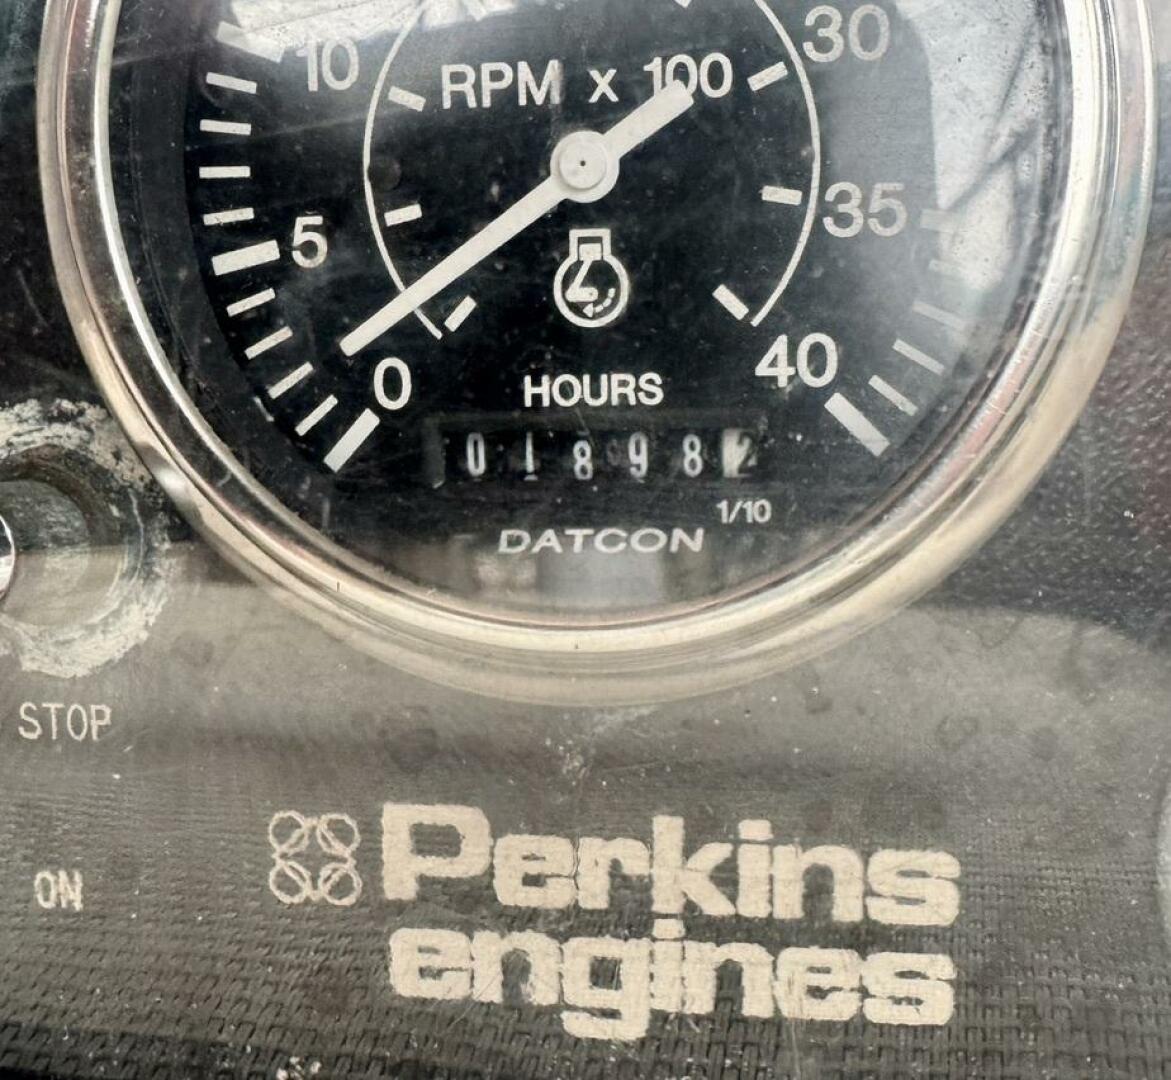 10
30
RPM x 100
5
35
0
40
HOURS
018982
1/10
DATCON
STOP
ON
Perkins
engines